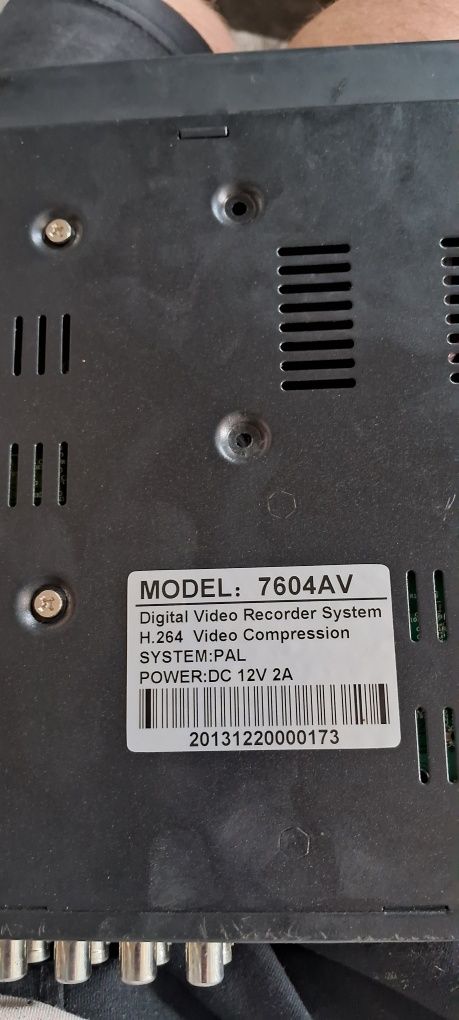 MODEL: 7604AV
Digital Video Recorder System
H.264 Video Compression
SYSTEM:PAL
POWER:DC 12V 2A
20131220000173